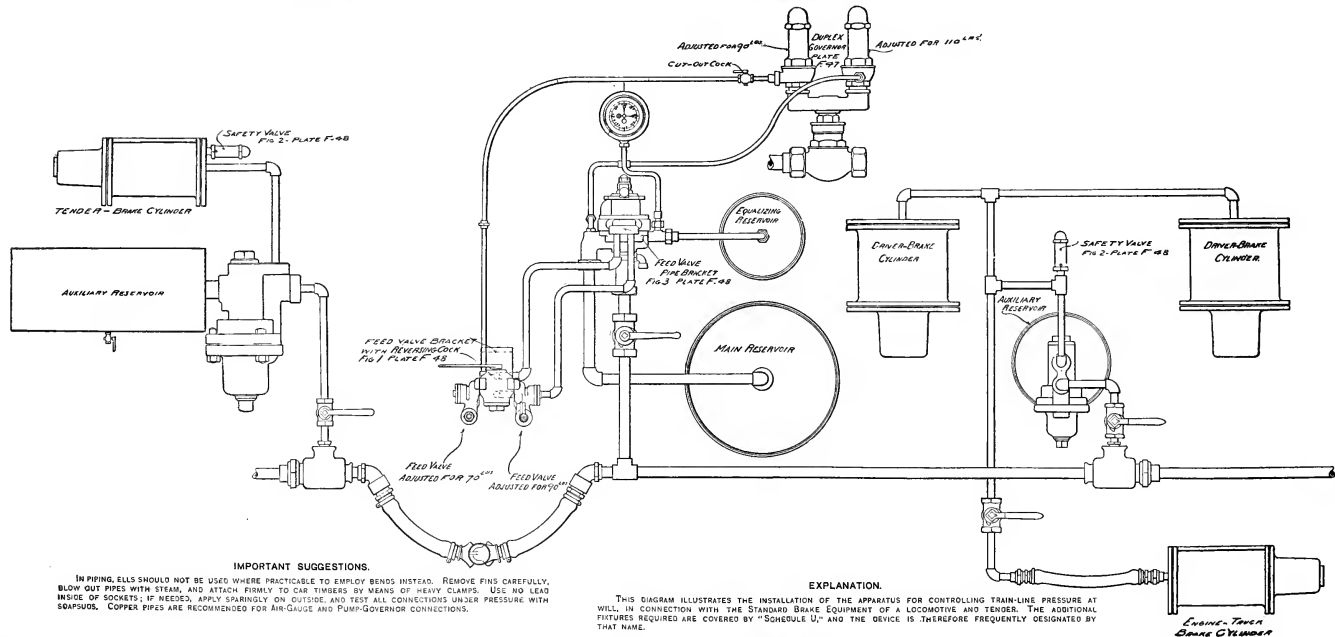 ADJUSTED FOR 90 LBS.
DUPLEX
GOVERNOR
PLATE
F-47
ADJUSTED FOR 110 LBS.
CUT-OUT COCK
SAFETY VALVE
FIG 2 - PLATE F-48
TENDER - BRAKE CYLINDER
EQUALIZING
RESERVOIR
DRIVER-BRAKE
CYLINDER
SAFETY VALVE
FIG 2 - PLATE F 48
DRIVER-BRAKE
CYLINDER.
FEED VALVE
PIPE BRACKET
FIG 3 PLATE F-48
AUXILIARY RESERVOIR
AUXILIARY
RESERVOIR
FEED VALVE BRACKET
WITH REVERSING COCK
FIG 1 PLATE F 48
MAIN RESERVOIR
FEED VALVE
ADJUSTED FOR 70 LBS.
FEED VALVE
ADJUSTED FOR 90 LBS.
IMPORTANT SUGGESTIONS.
IN PIPING, ELLS SHOULD NOT BE USED WHERE PRACTICABLE TO EMPLOY BENDS INSTEAD. REMOVE FINS CAREFULLY,
BLOW OUT PIPES WITH STEAM, AND ATTACH FIRMLY TO CAR TIMBERS BY MEANS OF HEAVY CLAMPS. USE NO LEAD
INSIDE OF SOCKETS; IF NEEDED, APPLY SPARINGLY ON OUTSIDE, AND TEST ALL CONNECTIONS UNDER PRESSURE WITH
SOAPSUDS. COPPER PIPES ARE RECOMMENDED FOR AIR-GAUGE AND PUMP-GOVERNOR CONNECTIONS.
EXPLANATION.
THIS DIAGRAM ILLUSTRATES THE INSTALLATION OF THE APPARATUS FOR CONTROLLING TRAIN-LINE PRESSURE AT
WILL, IN CONNECTION WITH THE STANDARD BRAKE EQUIPMENT OF A LOCOMOTIVE AND TENDER. THE ADDITIONAL
FIXTURES REQUIRED ARE COVERED BY "SCHEDULE U," AND THE DEVICE IS THEREFORE FREQUENTLY DESIGNATED BY
THAT NAME.
ENGINE-TRUCK
BRAKE CYLINDER